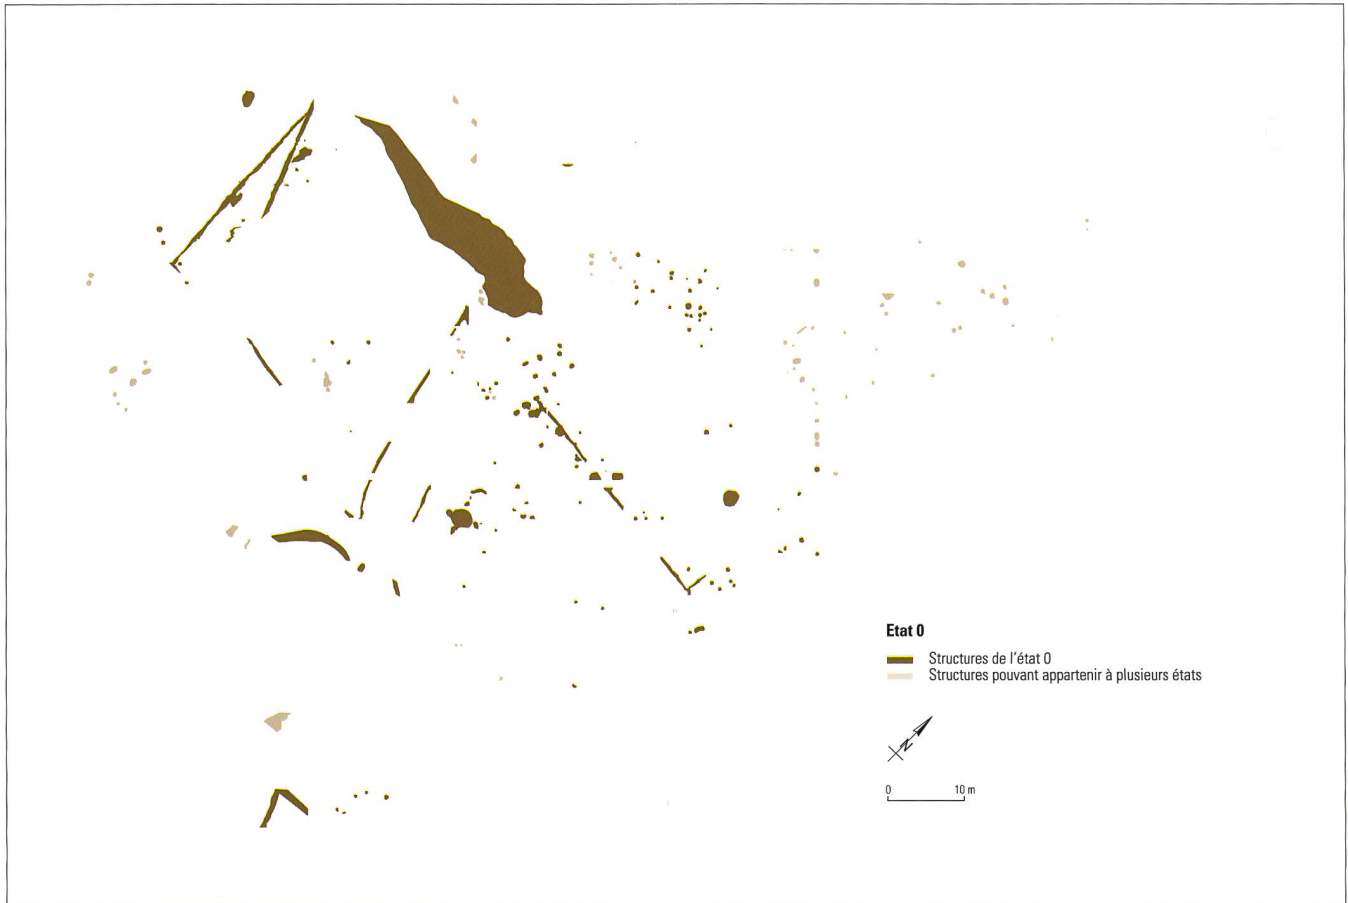 Etat 0
Structures de l'état 0
Structures pouvant appartenir à plusieurs états
N
0 10 m